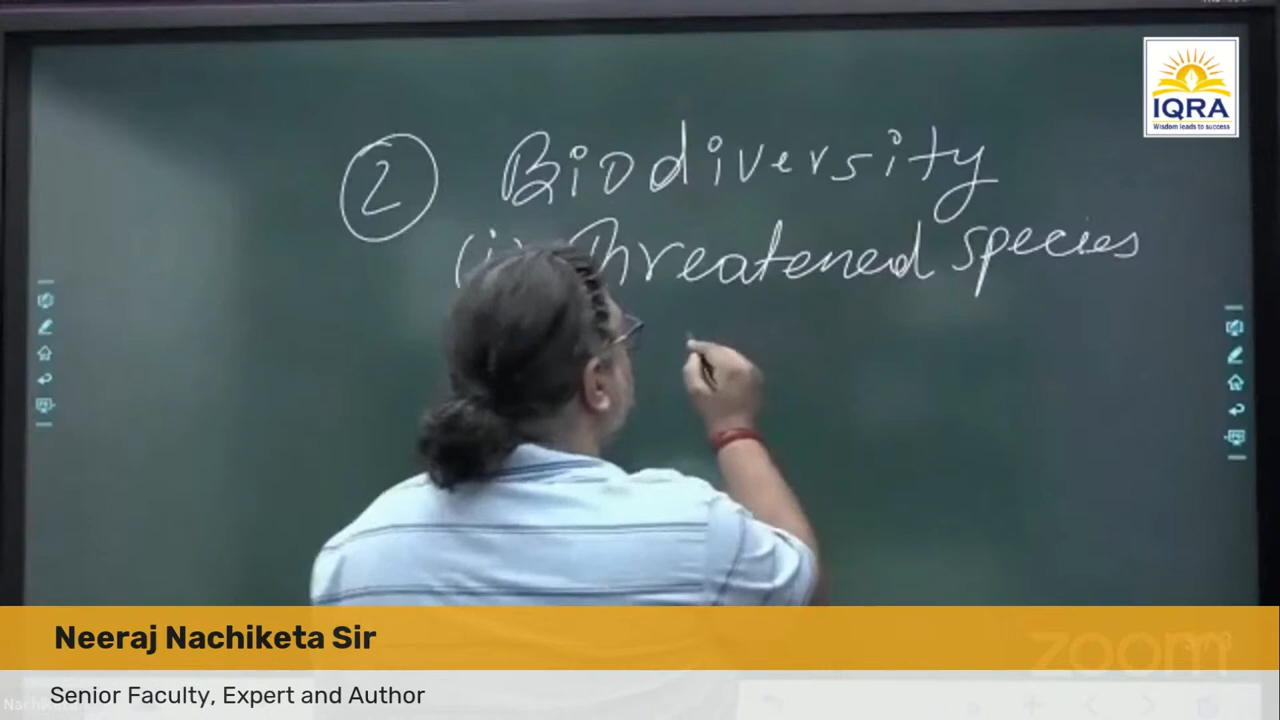 IQRA
Wisdom leads to success
② Biodiversity
(i) Threatened species
Neeraj Nachiketa Sir
zoom
Senior Faculty, Expert and Author